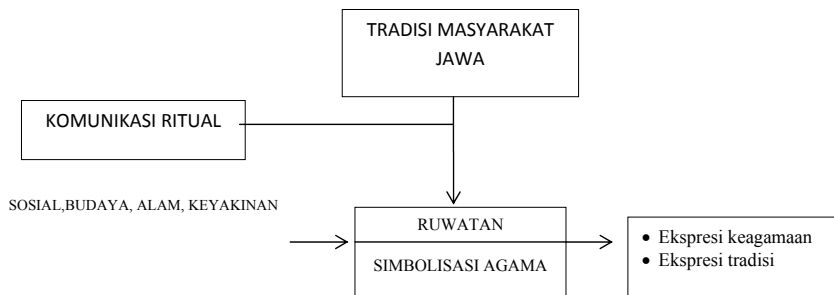 TRADISI MASYARAKAT
JAWA
KOMUNIKASI RITUAL
SOSIAL,BUDAYA, ALAM, KEYAKINAN
RUWATAN
SIMBOLISASI AGAMA
• Ekspresi keagamaan
• Ekspresi tradisi